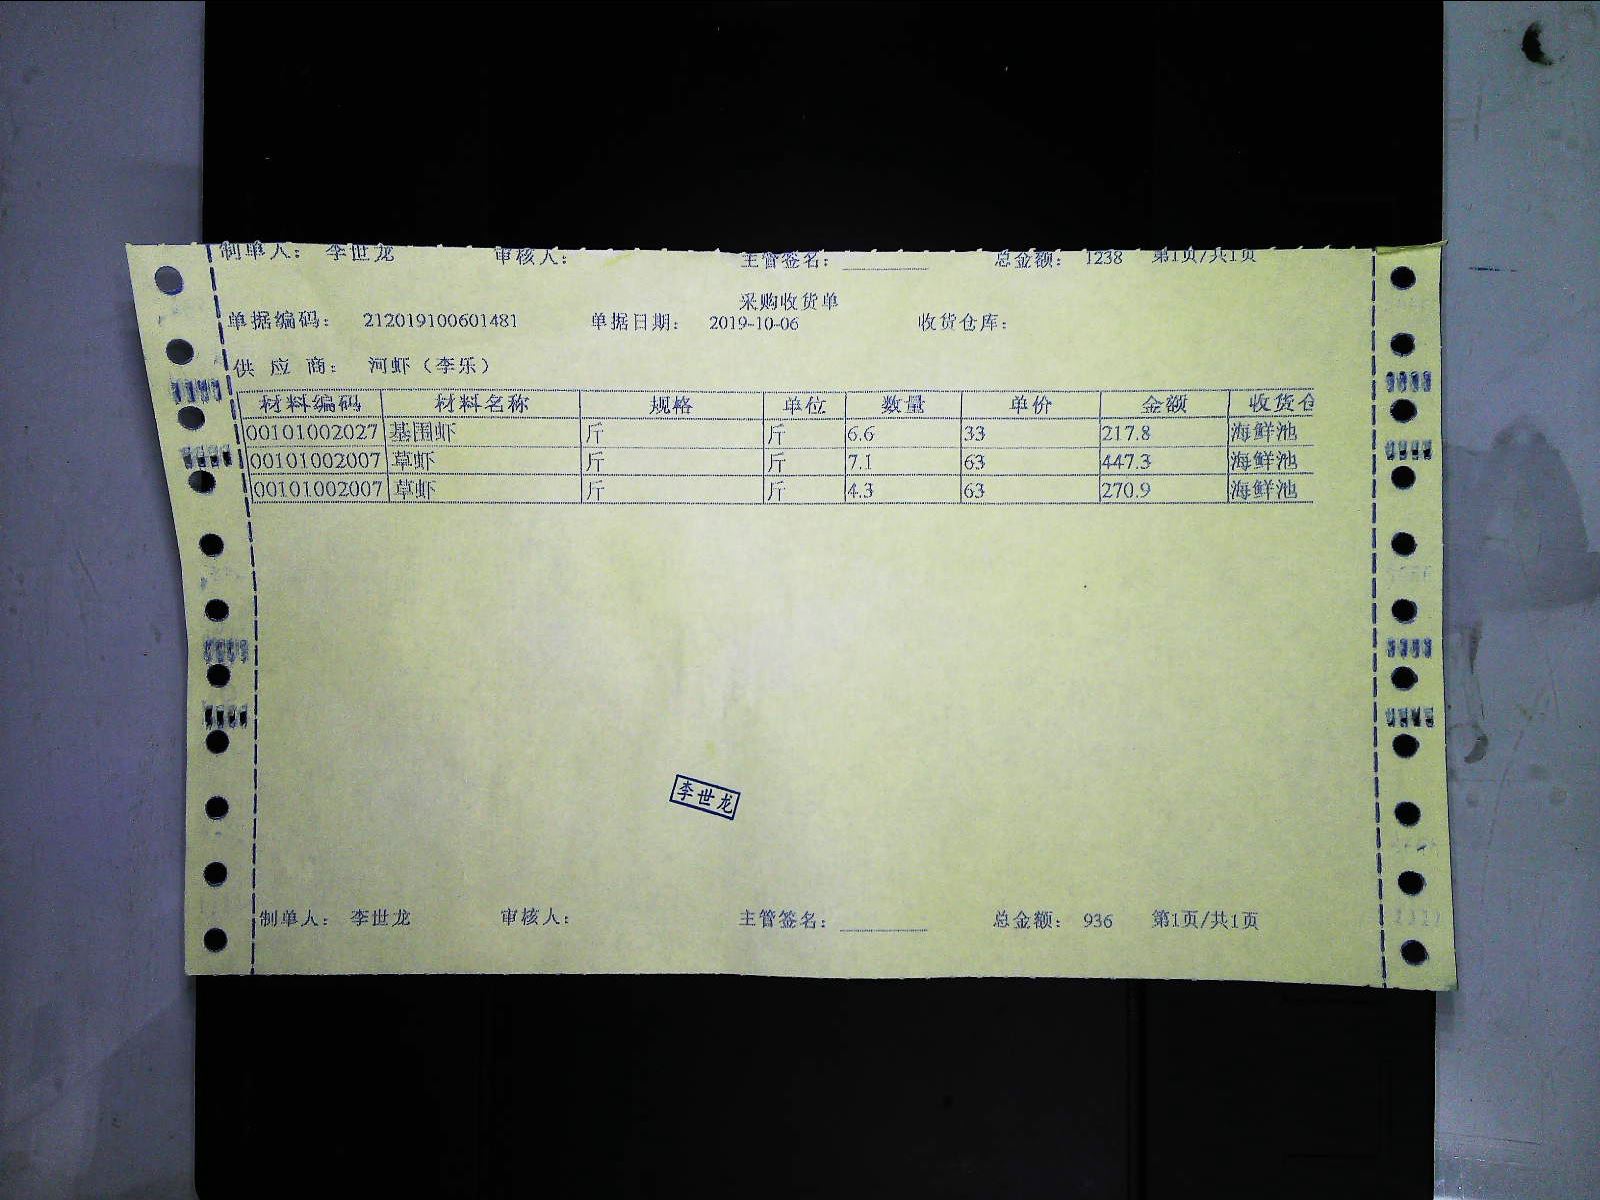 制单人： 李世龙 审核人： 主管签名： 总金额： 1238 第1页/共1页
采购收货单
单据编码： 212019100601481 单据日期： 2019-10-06 收货仓库：
供 应 商： 河虾（李乐）
材料编码 材料名称 规格 单位 数量 单价 金额 收货仓
00101002027 基围虾 斤 斤 6.6 33 217.8 海鲜池
00101002007 草虾 斤 斤 7.1 63 447.3 海鲜池
00101002007 草虾 斤 斤 4.3 63 270.9 海鲜池
李世龙
制单人： 李世龙 审核人： 主管签名： 总金额： 936 第1页/共1页